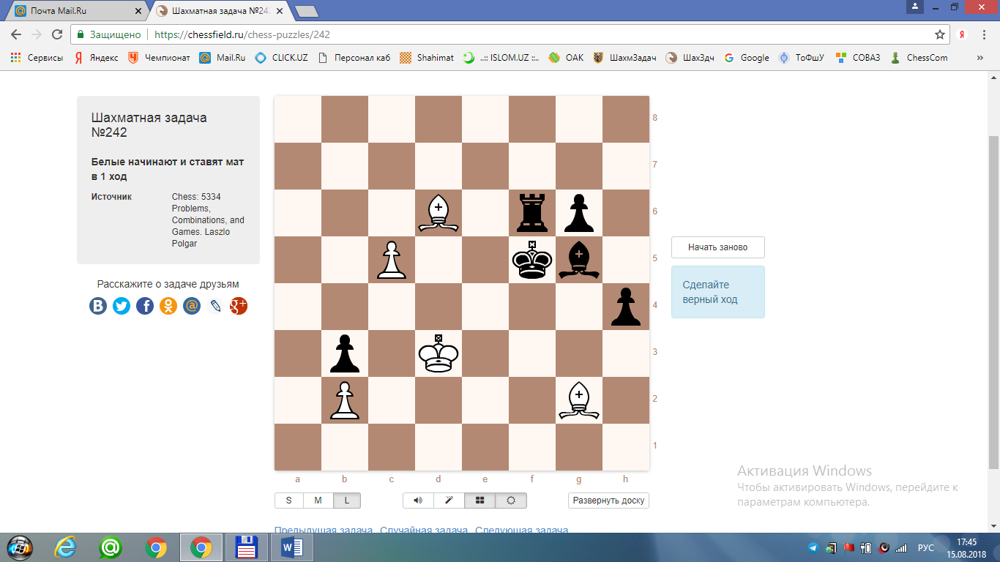 Почта Mail.Ru
Шахматная задача №24
Защищено
https://chessfield.ru/chess-puzzles/242
Я
Сервисы
Яндекс
Чемпионат
Mail.Ru
CLICK.UZ
Персонал каб
Shahimat
..:: ISLOM.UZ ::..
ОАК
ШахмЗадач
ШахЗдч
Google
ТоФшУ
СОВАЗ
ChessCom
»
Шахматная задача
№242
Белые начинают и ставят мат
в 1 ход
Источник
Chess: 5334
Problems,
Combinations, and
Games. Laszlo
Polgar
Расскажите о задаче друзьям
8
7
6
5
4
3
2
1
a b c d e f g h
Начать заново
Сделайте
верный ход
S M L
Развернуть доску
Предыдущая задача Случайная задача Следующая задача
Активация Windows
Чтобы активировать Windows, перейдите к
параметрам компьютера.
РУС
17:45
15.08.2018